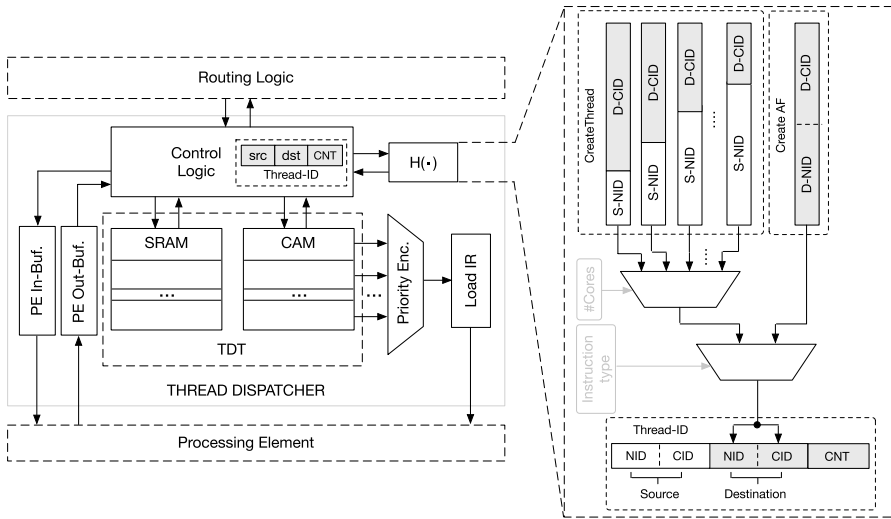 Routing Logic
Control
Logic
src dst CNT
Thread-ID
H(·)
PE In-Buf.
PE Out-Buf.
SRAM
...
CAM
...
TDT
...
Priority Enc.
Load IR
THREAD DISPATCHER
Processing Element
CreateThread
S-NID D-CID
S-NID D-CID
S-NID D-CID
....
S-NID D-CID
Create AF
D-NID D-CID
....
#Cores
Instruction
type
Thread-ID
NID CID NID CID CNT
Source Destination